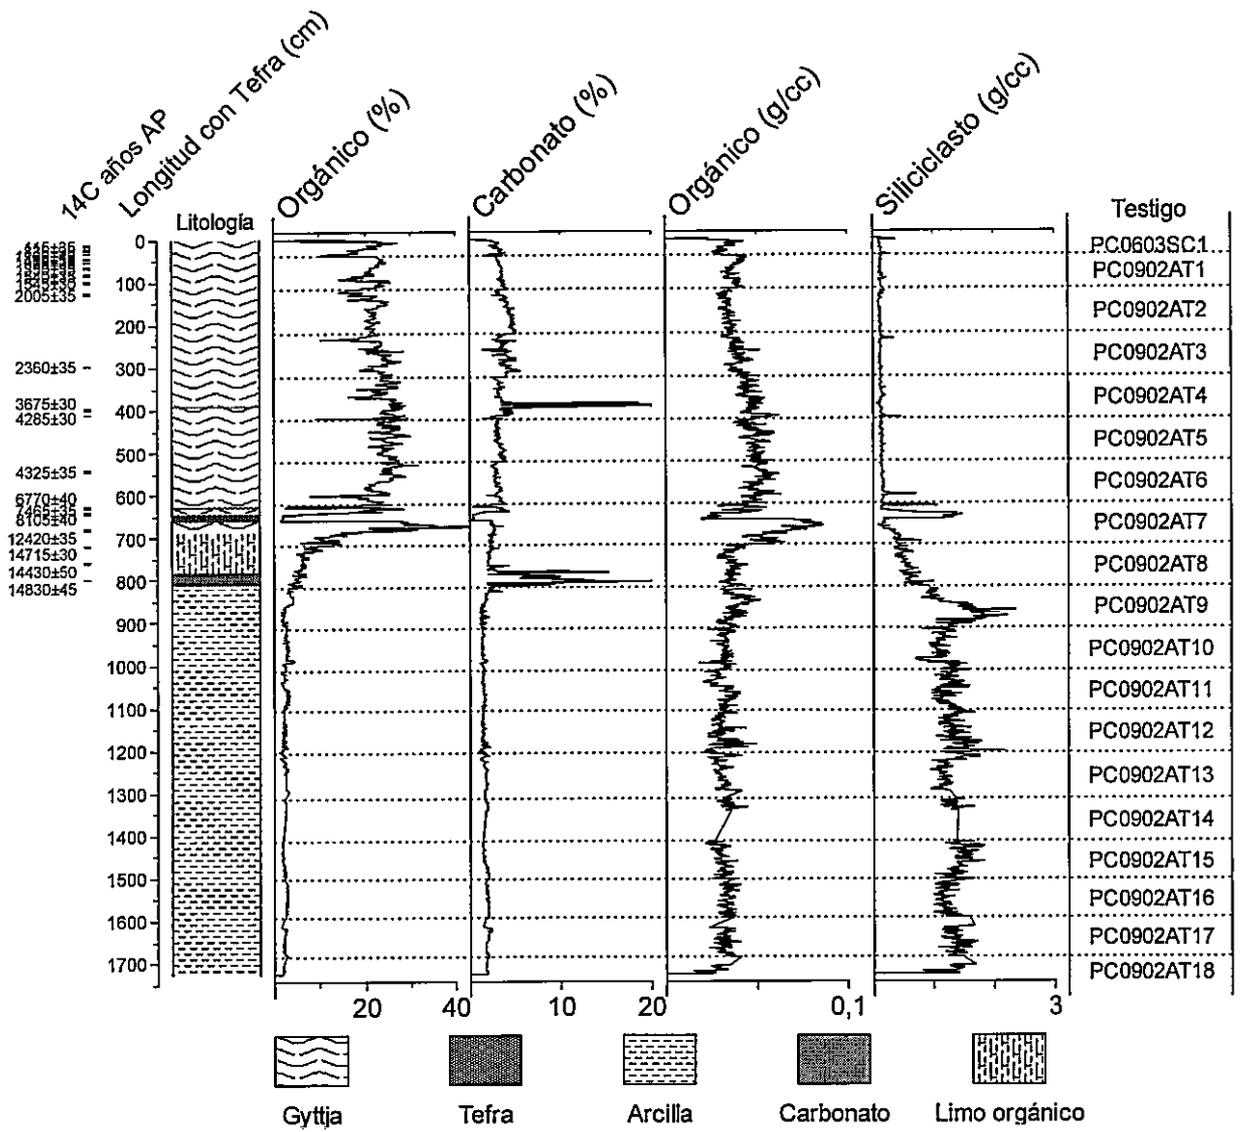 14C años AP
Longitud con Tefra (cm)
Orgánico (%)
Carbonato (%)
Orgánico (g/cc)
Siliciclasto (g/cc)
Litología
Testigo
0
100
200
300
400
500
600
700
800
900
1000
1100
1200
1300
1400
1500
1600
1700
2005±35
2360±35
3675±30
4285±30
4325±35
6770±40
7465±35
8105±40
12420±35
14715±30
14430±50
14830±45
PC0603SC1
PC0902AT1
PC0902AT2
PC0902AT3
PC0902AT4
PC0902AT5
PC0902AT6
PC0902AT7
PC0902AT8
PC0902AT9
PC0902AT10
PC0902AT11
PC0902AT12
PC0902AT13
PC0902AT14
PC0902AT15
PC0902AT16
PC0902AT17
PC0902AT18
20 40 10 20 0,1 3
Gyttja Tefra Arcilla Carbonato Limo orgánico